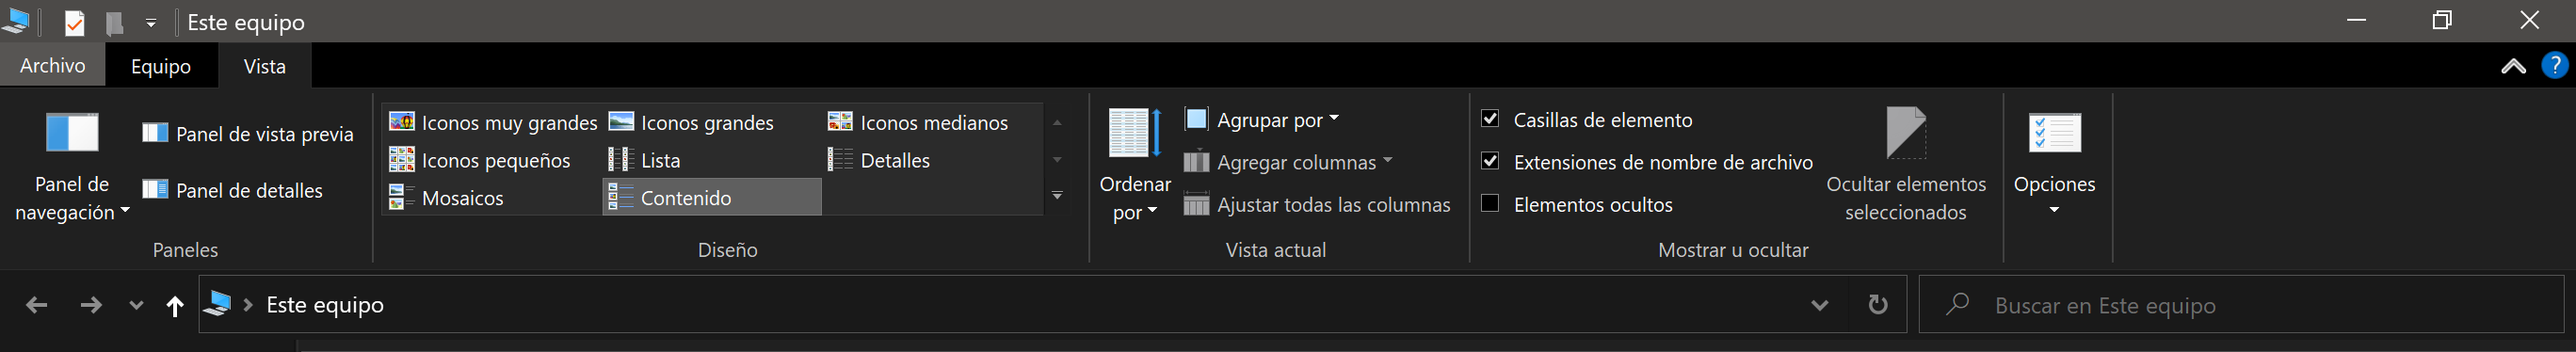 Este equipo
Archivo
Equipo
Vista
?
Panel de navegación
Panel de vista previa
Panel de detalles
Paneles
Iconos muy grandes
Iconos grandes
Iconos medianos
Iconos pequeños
Lista
Detalles
Mosaicos
Contenido
Diseño
Ordenar por
Agrupar por
Agregar columnas
Ajustar todas las columnas
Vista actual
Casillas de elemento
Extensiones de nombre de archivo
Elementos ocultos
Ocultar elementos
seleccionados
Mostrar u ocultar
Opciones
Este equipo
Buscar en Este equipo